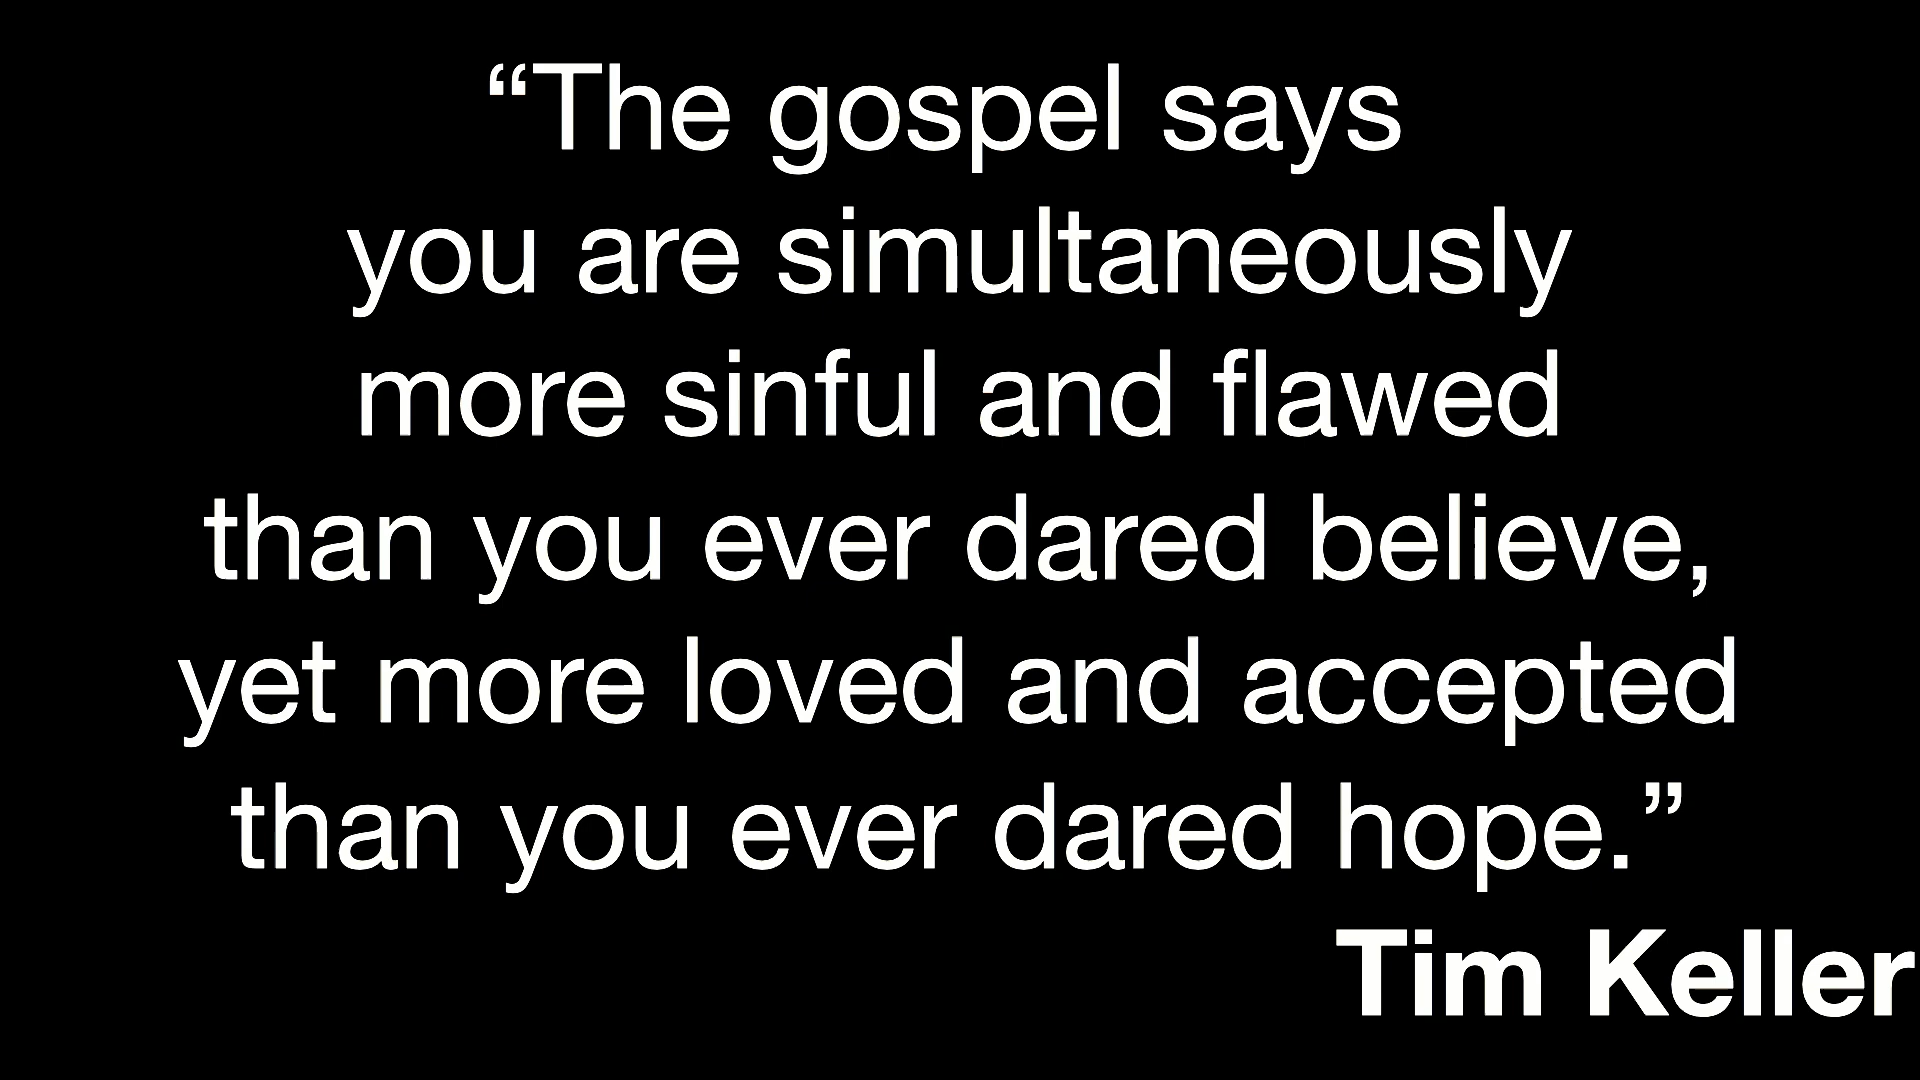 “The gospel says
you are simultaneously
more sinful and flawed
than you ever dared believe,
yet more loved and accepted
than you ever dared hope.”
Tim Keller